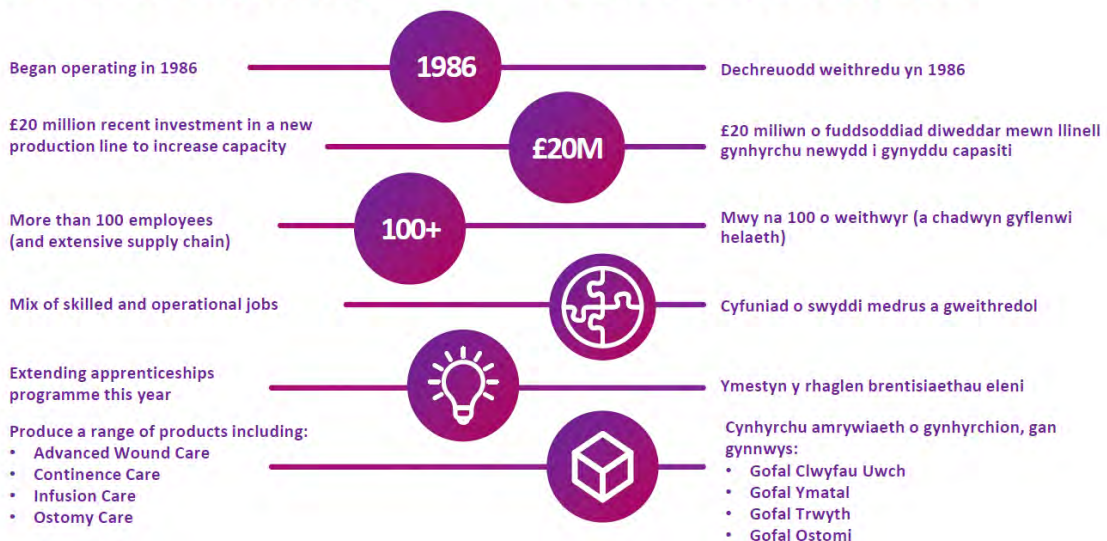 Began operating in 1986
1986
Dechreuodd weithredu yn 1986
£20 million recent investment in a new
production line to increase capacity
£20M
£20 miliwn o fuddsoddiad diweddar mewn llinell
gynhyrchu newydd i gynyddu capasiti
More than 100 employees
(and extensive supply chain)
100+
Mwy na 100 o weithwyr (a chadwyn gyflenwi
helaeth)
Mix of skilled and operational jobs
Cyfuniad o swyddi medrus a gweithredol
Extending apprenticeships
programme this year
Ymestyn y rhaglen brentisiaethau eleni
Produce a range of products including:
• Advanced Wound Care
• Continence Care
• Infusion Care
• Ostomy Care
Cynhyrchu amrywiaeth o gynhyrchion, gan
gynnwys:
• Gofal Clwyfau Uwch
• Gofal Ymatal
• Gofal Trwyth
• Gofal Ostomi